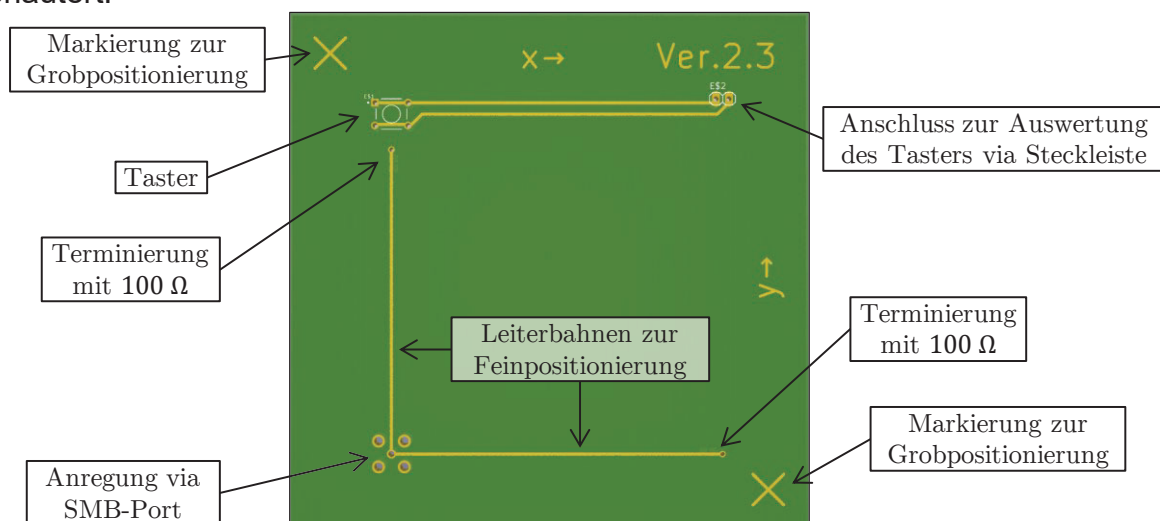 Markierung zur
Grobpositionierung
x→
Ver.2.3
E$2
Anschluss zur Auswertung
des Tasters via Steckleiste
Taster
Terminierung
mit 100 Ω
y→
Leiterbahnen zur
Feinpositionierung
Terminierung
mit 100 Ω
Markierung zur
Grobpositionierung
Anregung via
SMB-Port